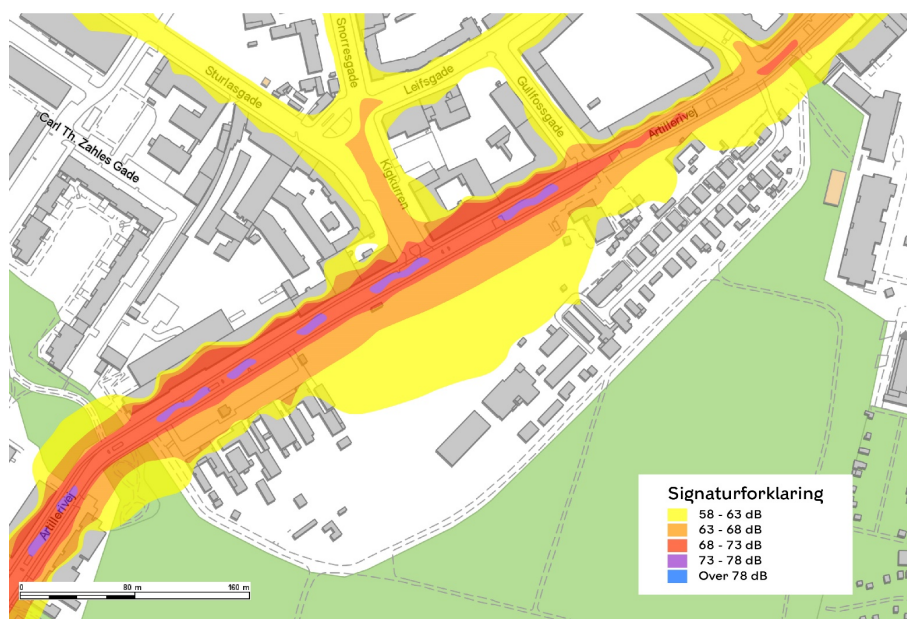 Snorresgade
Sturlasgade
Leifsgade
Gullfossgade
Artillerivej
Carl Th. Zahles Gade
Kigkurren
Artillerivej
Signaturforklaring
58 - 63 dB
63 - 68 dB
68 - 73 dB
73 - 78 dB
Over 78 dB
0 80 m 160 m